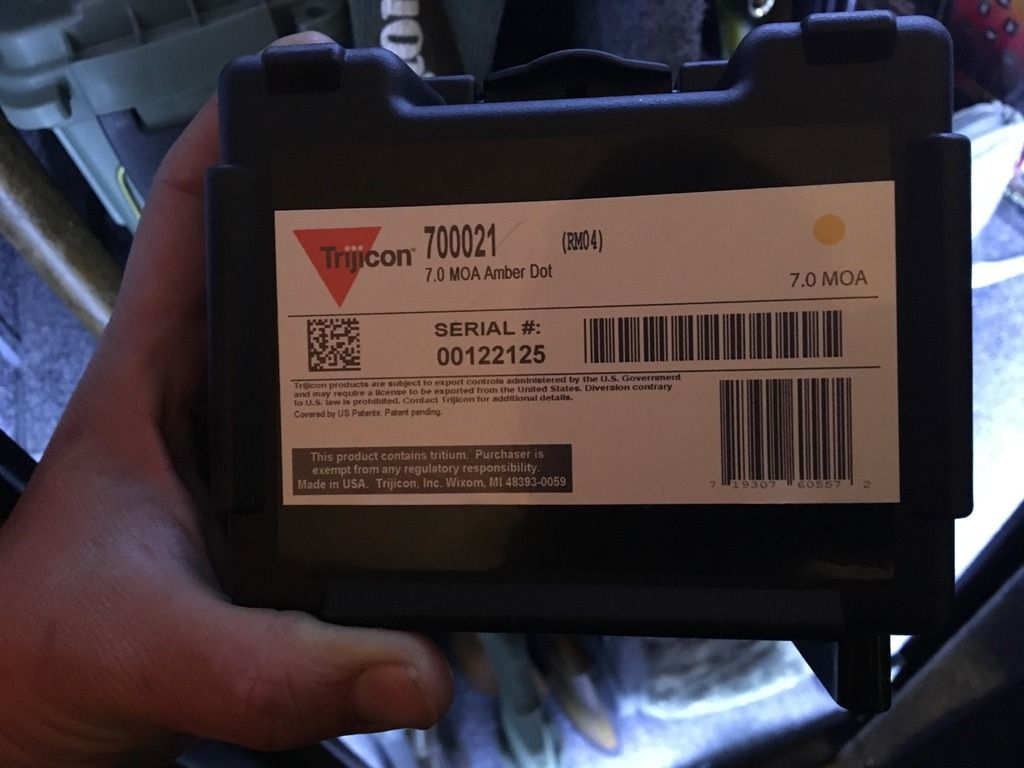 Trijicon®
700021 (RM04)
7.0 MOA Amber Dot
7.0 MOA
SERIAL #:
00122125
Trijicon products are subject to export controls administered by the U.S. Government
and may require a license to be exported from the United States. Diversion contrary
to U.S. law is prohibited. Contact Trijicon for additional details.
Covered by US Patents. Patent pending.
This product contains tritium. Purchaser is
exempt from any regulatory responsibility.
Made in USA. Trijicon, Inc. Wixom, MI 48393-0059
7 19307 60557 2